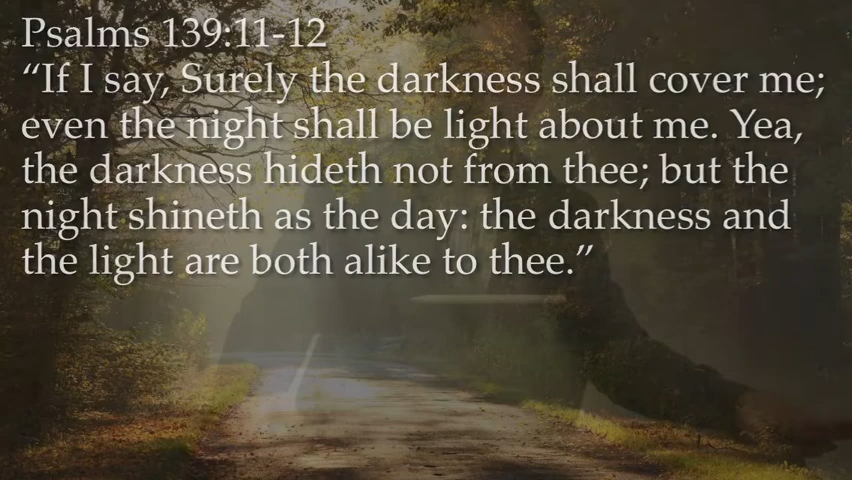 Psalms 139:11-12
“If I say, Surely the darkness shall cover me;
even the night shall be light about me. Yea,
the darkness hideth not from thee; but the
night shineth as the day: the darkness and
the light are both alike to thee.”